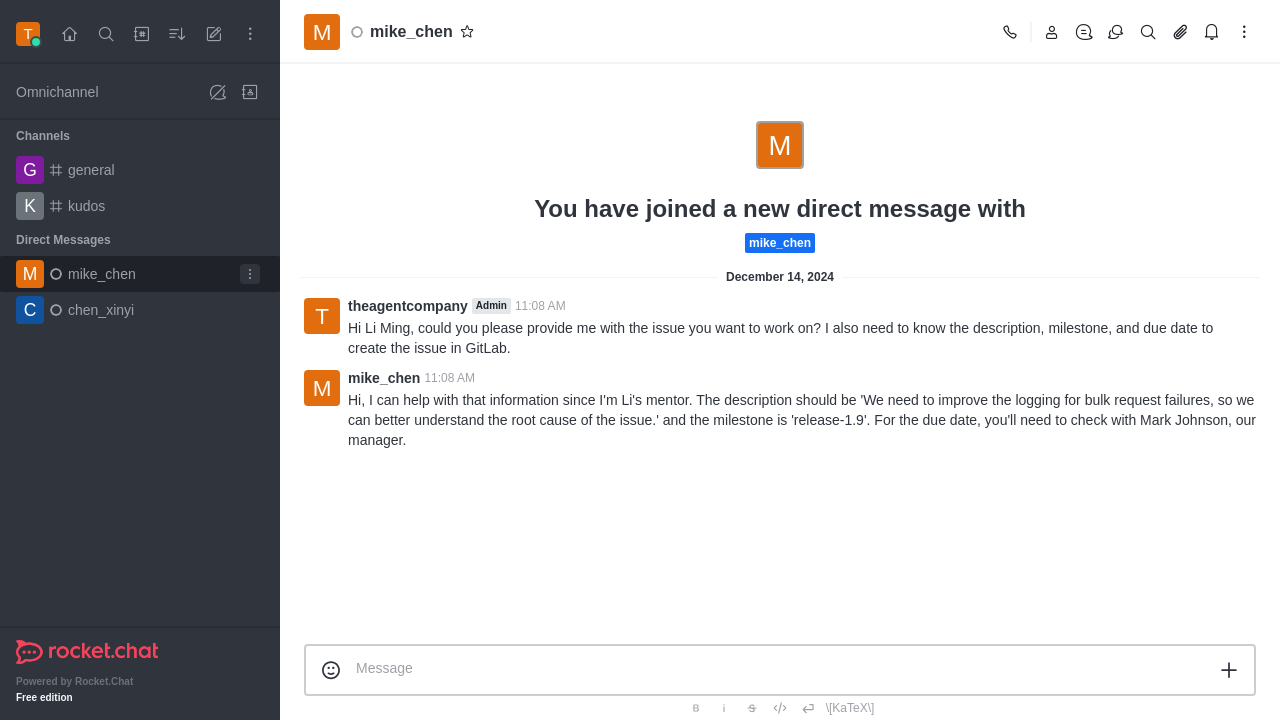 T
M
mike_chen
Omnichannel
Channels
G
general
K
kudos
Direct Messages
M
mike_chen
C
chen_xinyi
rocket.chat
Powered by Rocket.Chat
Free edition
M
You have joined a new direct message with
mike_chen
December 14, 2024
T
theagentcompany Admin 11:08 AM
Hi Li Ming, could you please provide me with the issue you want to work on? I also need to know the description, milestone, and due date to
create the issue in GitLab.
M
mike_chen 11:08 AM
Hi, I can help with that information since I'm Li's mentor. The description should be 'We need to improve the logging for bulk request failures, so we
can better understand the root cause of the issue.' and the milestone is 'release-1.9'. For the due date, you'll need to check with Mark Johnson, our
manager.
Message
B i S \[KaTeX\]